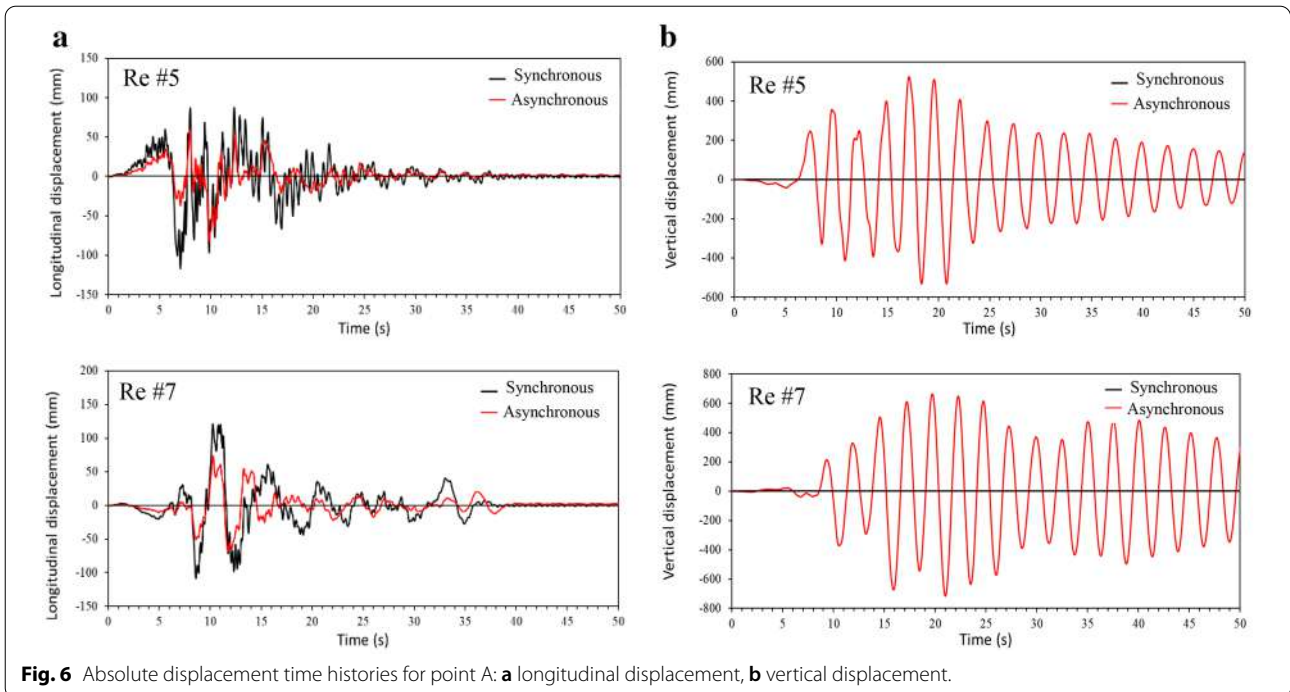 a
150
100
50
0
-50
-100
-150
Longitudinal displacement (mm)
Re #5
Synchronous
Asynchronous
0 5 10 15 20 25 30 35 40 45 50
Time (s)
b
600
400
200
0
-200
-400
-600
Vertical displacement (mm)
Re #5
Synchronous
Asynchronous
0 5 10 15 20 25 30 35 40 45 50
Time (s)
200
150
100
50
0
-50
-100
-150
Longitudinal displacement (mm)
Re #7
Synchronous
Asynchronous
0 5 10 15 20 25 30 35 40 45 50
Time (s)
800
600
400
200
0
-200
-400
-600
-800
Vertical displacement (mm)
Re #7
Synchronous
Asynchronous
0 5 10 15 20 25 30 35 40 45 50
Time (s)
Fig. 6 Absolute displacement time histories for point A: a longitudinal displacement, b vertical displacement.